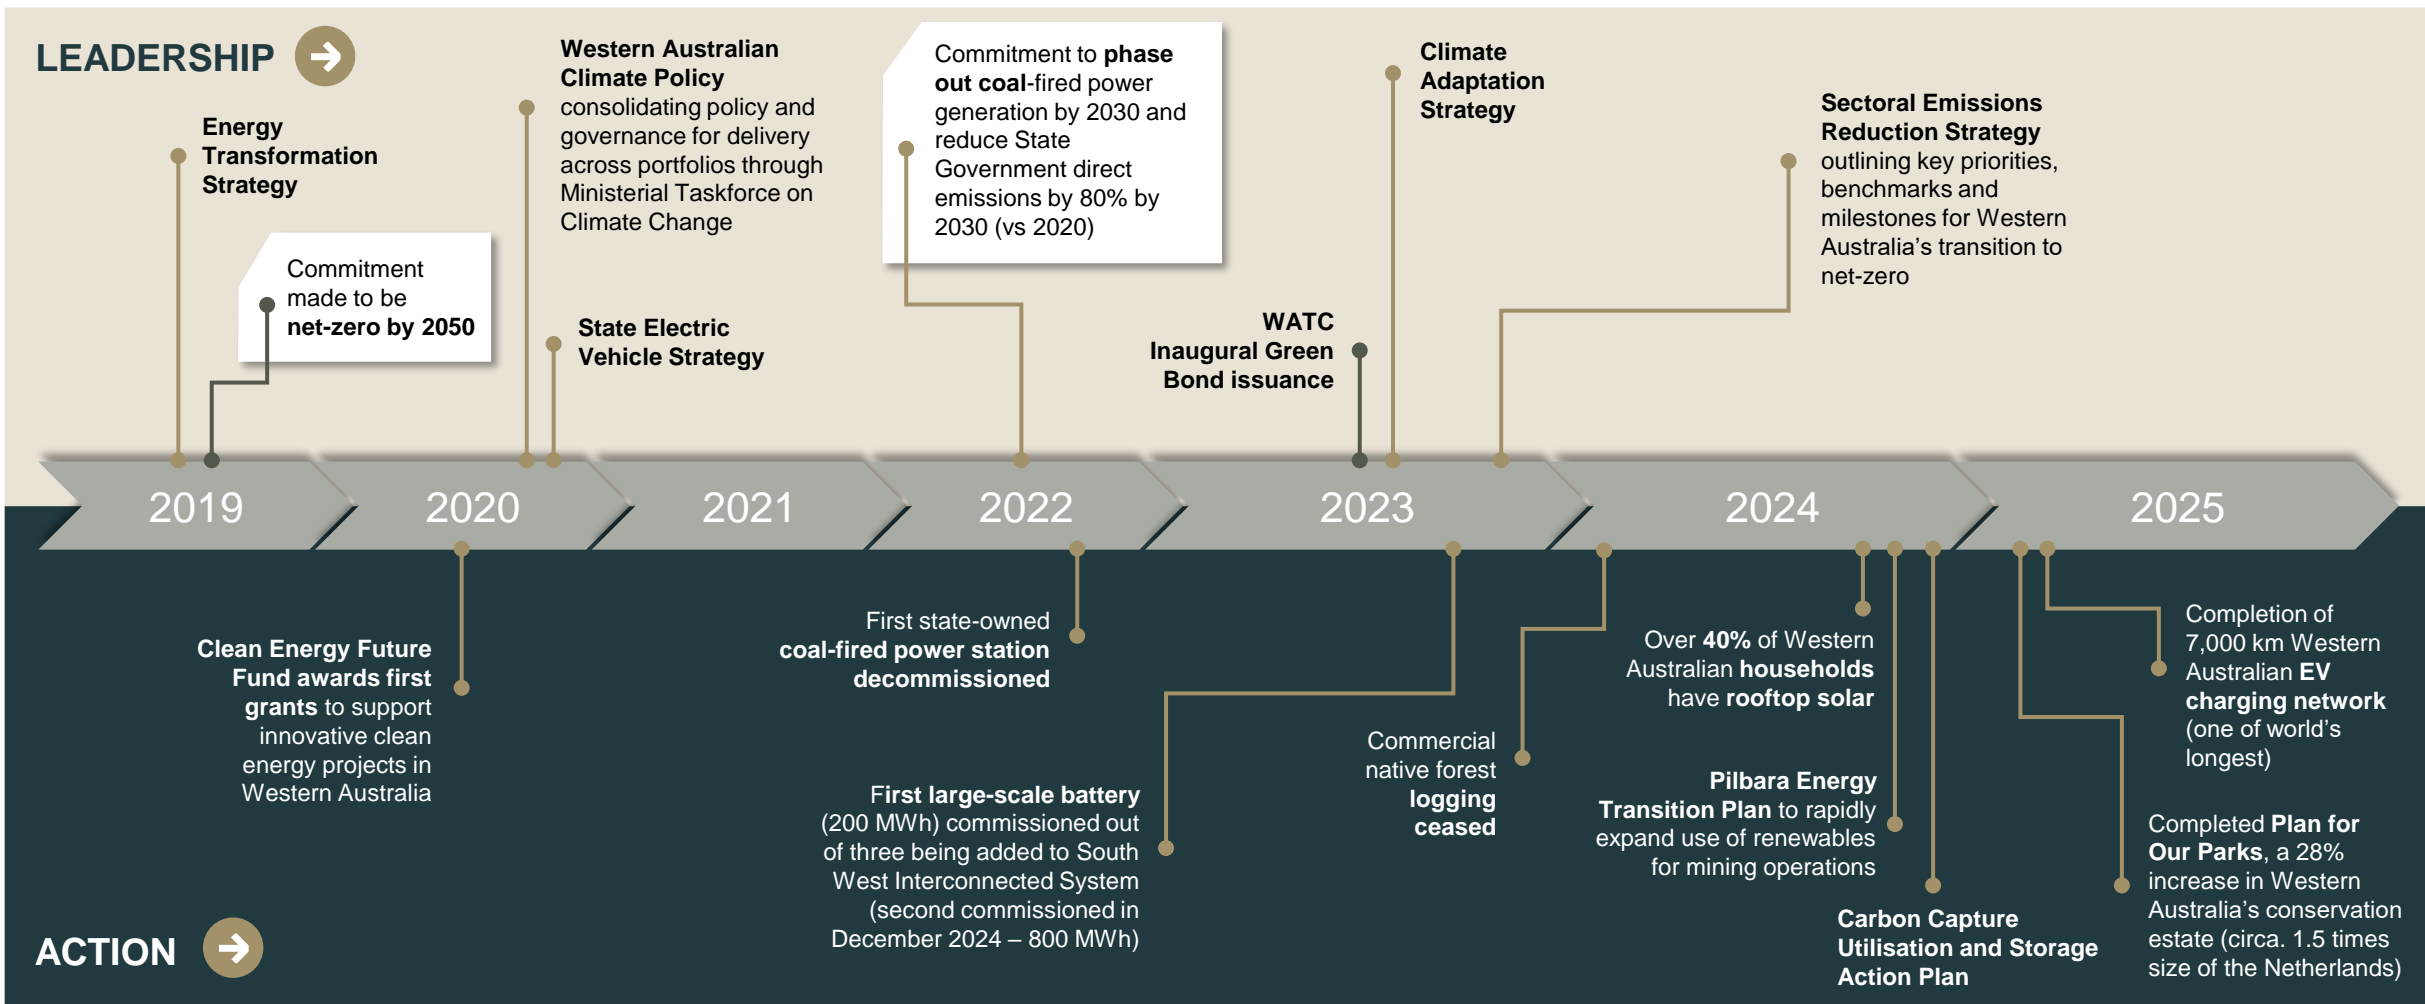 LEADERSHIP
Energy
Transformation
Strategy
Commitment
made to be
net-zero by 2050
Western Australian
Climate Policy
consolidating policy and
governance for delivery
across portfolios through
Ministerial Taskforce on
Climate Change
State Electric
Vehicle Strategy
Commitment to phase
out coal-fired power
generation by 2030 and
reduce State
Government direct
emissions by 80% by
2030 (vs 2020)
WATC
Inaugural Green
Bond issuance
Climate
Adaptation
Strategy
Sectoral Emissions
Reduction Strategy
outlining key priorities,
benchmarks and
milestones for Western
Australia's transition to
net-zero
2019
2020
2021
2022
2023
2024
2025
Clean Energy Future
Fund awards first
grants to support
innovative clean
energy projects in
Western Australia
First state-owned
coal-fired power station
decommissioned
First large-scale battery
(200 MWh) commissioned out
of three being added to South
West Interconnected System
(second commissioned in
December 2024 – 800 MWh)
Commercial
native forest
logging
ceased
Over 40% of Western
Australian households
have rooftop solar
Pilbara Energy
Transition Plan to rapidly
expand use of renewables
for mining operations
Carbon Capture
Utilisation and Storage
Action Plan
Completion of
7,000 km Western
Australian EV
charging network
(one of world's
longest)
Completed Plan for
Our Parks, a 28%
increase in Western
Australia's conservation
estate (circa. 1.5 times
size of the Netherlands)
ACTION